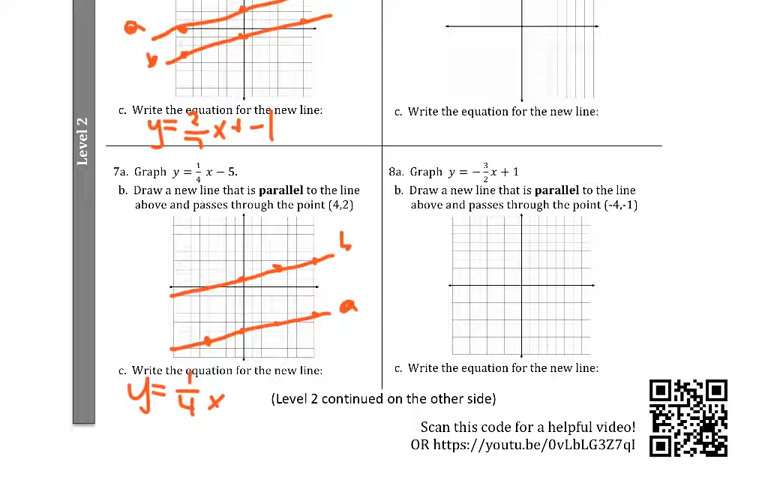 a
b
c. Write the equation for the new line:
c. Write the equation for the new line:
y = 2/7 x + -1
Level 2
7a. Graph y = 1/4 x − 5.
b. Draw a new line that is parallel to the line
above and passes through the point (4,2)
b
a
c. Write the equation for the new line:
y = 1/4 x
8a. Graph y = −3/2 x + 1
b. Draw a new line that is parallel to the line
above and passes through the point (-4,-1)
c. Write the equation for the new line:
(Level 2 continued on the other side)
Scan this code for a helpful video!
OR https://youtu.be/0vLbLG3Z7qI